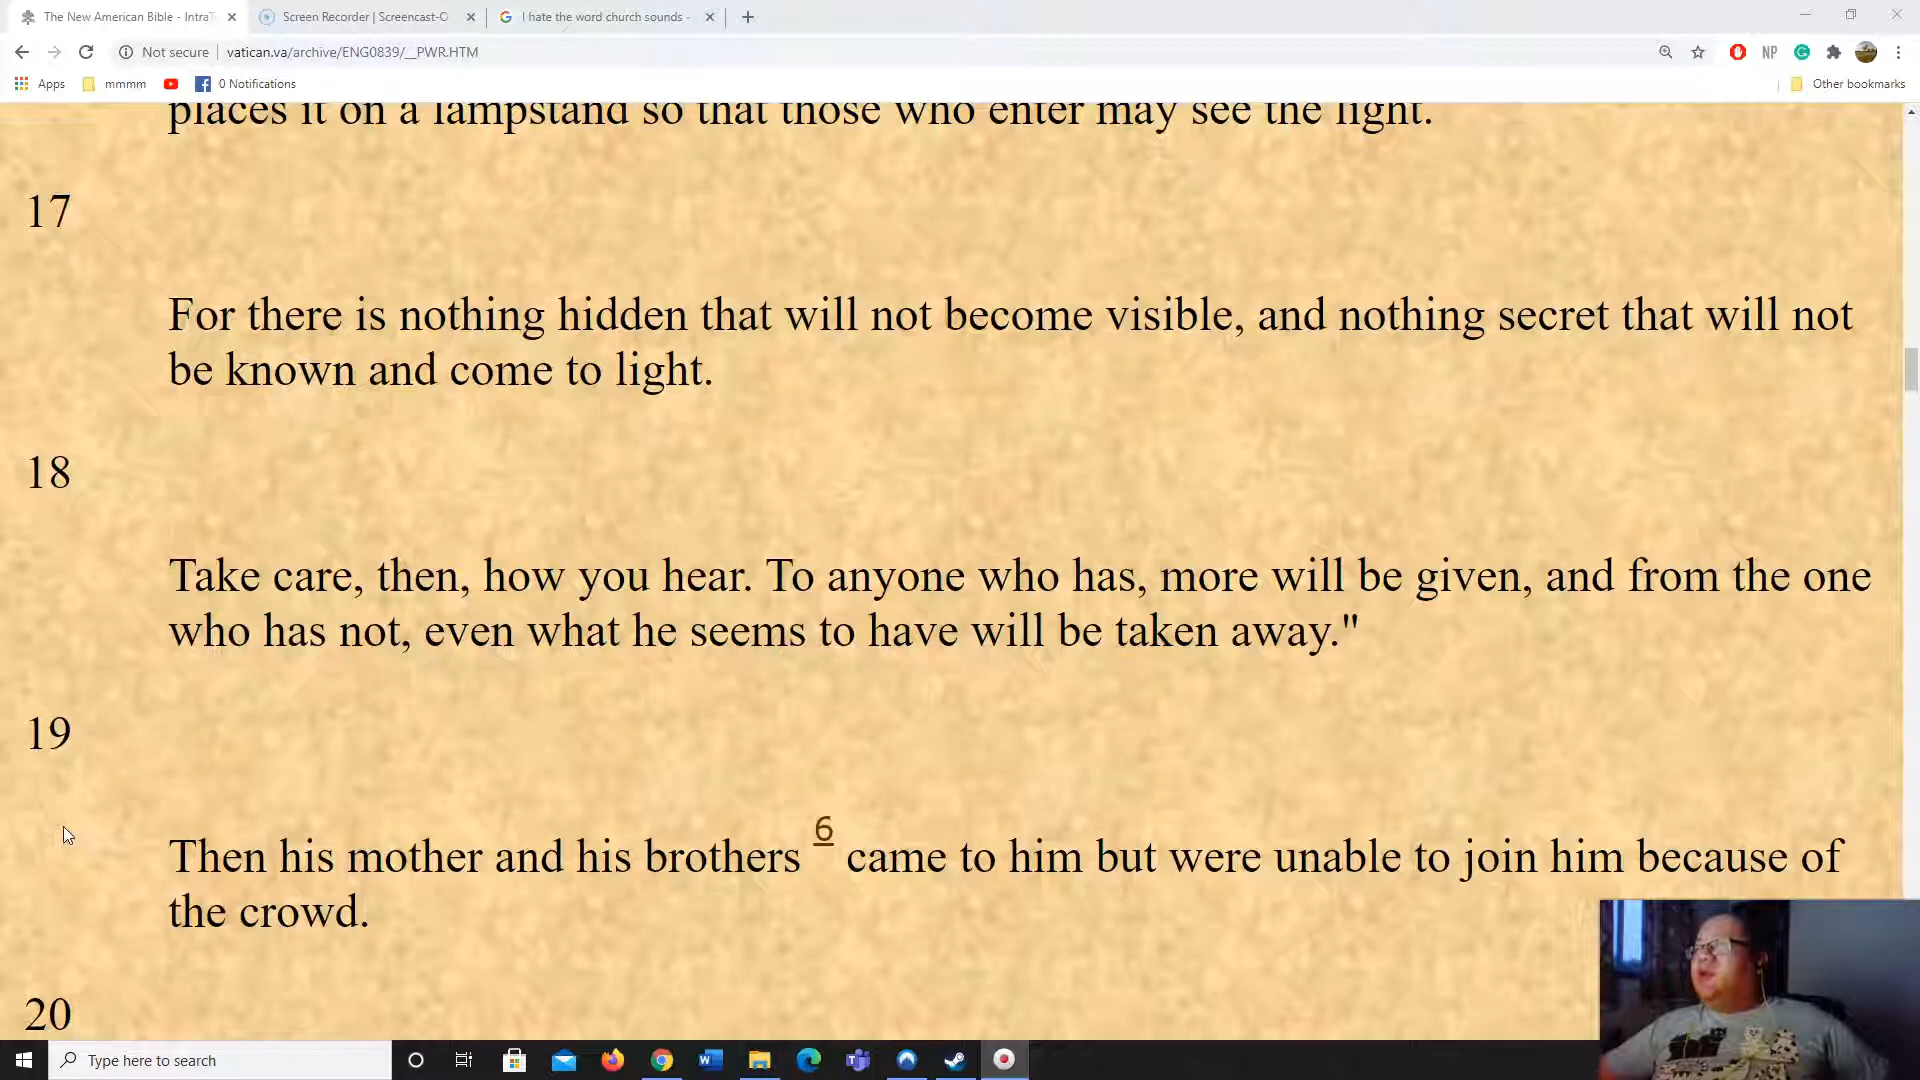 The New American Bible - IntraT
Screen Recorder | Screencast-O
I hate the word church sounds -
Not secure
vatican.va/archive/ENG0839/__PWR.HTM
NP
Apps
mmmm
0 Notifications
Other bookmarks
places it on a lampstand so that those who enter may see the light.
17
For there is nothing hidden that will not become visible, and nothing secret that will not
be known and come to light.
18
Take care, then, how you hear. To anyone who has, more will be given, and from the one
who has not, even what he seems to have will be taken away."
19
Then his mother and his brothers 6 came to him but were unable to join him because of
the crowd.
20
Type here to search